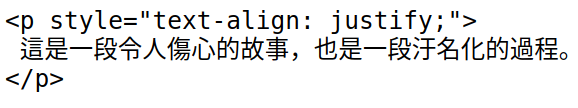 <p style="text-align: justify;">
這是一段令人傷心的故事，也是一段汙名化的過程。
</p>